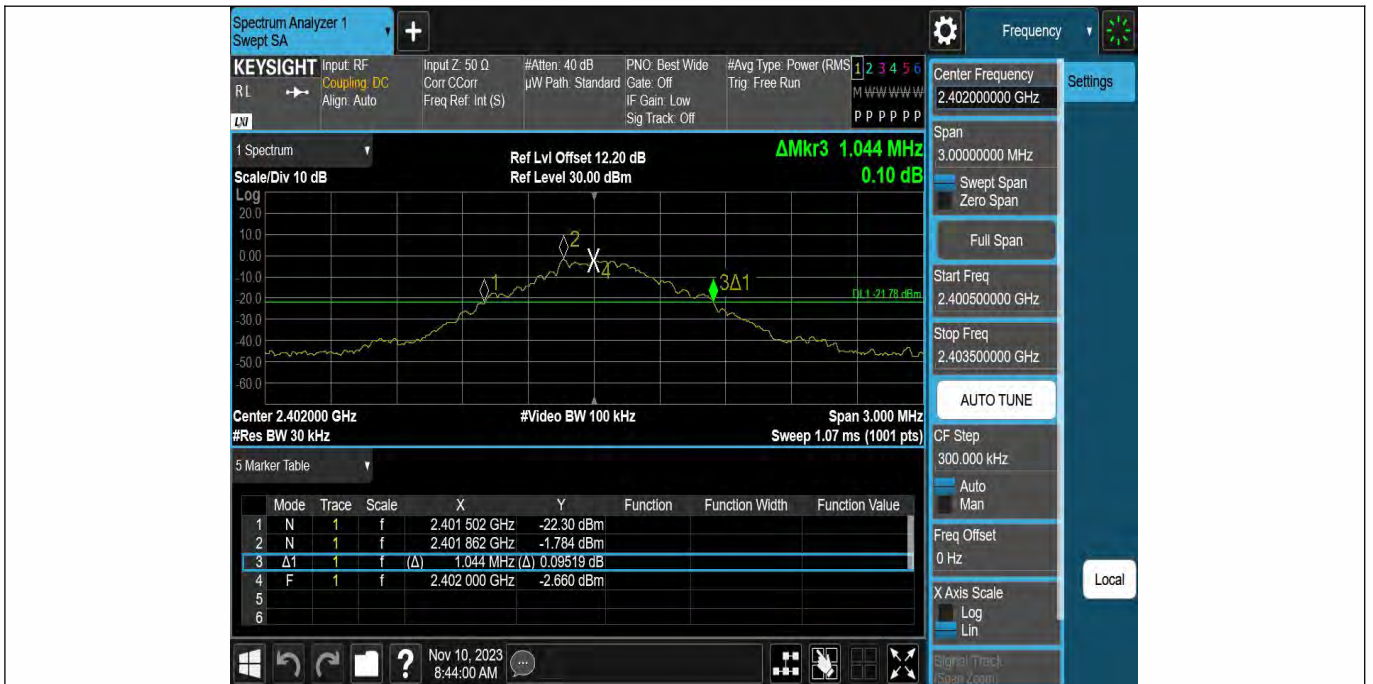 Spectrum Analyzer 1
Swept SA
+
Frequency
KEYSIGHT
RL
LXI
Input: RF
Coupling: DC
Align: Auto
Input Z: 50 Ω
Corr CCorr
Freq Ref: Int (S)
#Atten: 40 dB
µW Path: Standard
PNO: Best Wide
Gate: Off
IF Gain: Low
Sig Track: Off
#Avg Type: Power (RMS
Trig: Free Run
1 2 3 4 5 6
M W W W W W
P P P P P P
1 Spectrum
Scale/Div 10 dB
Ref Lvl Offset 12.20 dB
Ref Level 30.00 dBm
ΔMkr3 1.044 MHz
0.10 dB
Log
20.0
10.0
0.00
-10.0
-20.0
-30.0
-40.0
-50.0
-60.0
1
2
4
3Δ1
DL1 -21.78 dBm
Center 2.402000 GHz
#Res BW 30 kHz
#Video BW 100 kHz
Span 3.000 MHz
Sweep 1.07 ms (1001 pts)
5 Marker Table
Mode Trace Scale X Y Function Function Width Function Value
1 N 1 f 2.401 502 GHz -22.30 dBm
2 N 1 f 2.401 862 GHz -1.784 dBm
3 Δ1 1 f (Δ) 1.044 MHz (Δ) 0.09519 dB
4 F 1 f 2.402 000 GHz -2.660 dBm
5
6
Nov 10, 2023
8:44:00 AM
?
Center Frequency
2.402000000 GHz
Span
3.00000000 MHz
Swept Span
Zero Span
Full Span
Start Freq
2.400500000 GHz
Stop Freq
2.403500000 GHz
AUTO TUNE
CF Step
300.000 kHz
Auto
Man
Freq Offset
0 Hz
X Axis Scale
Log
Lin
Signal Track
(Span Zoom)
Settings
Local